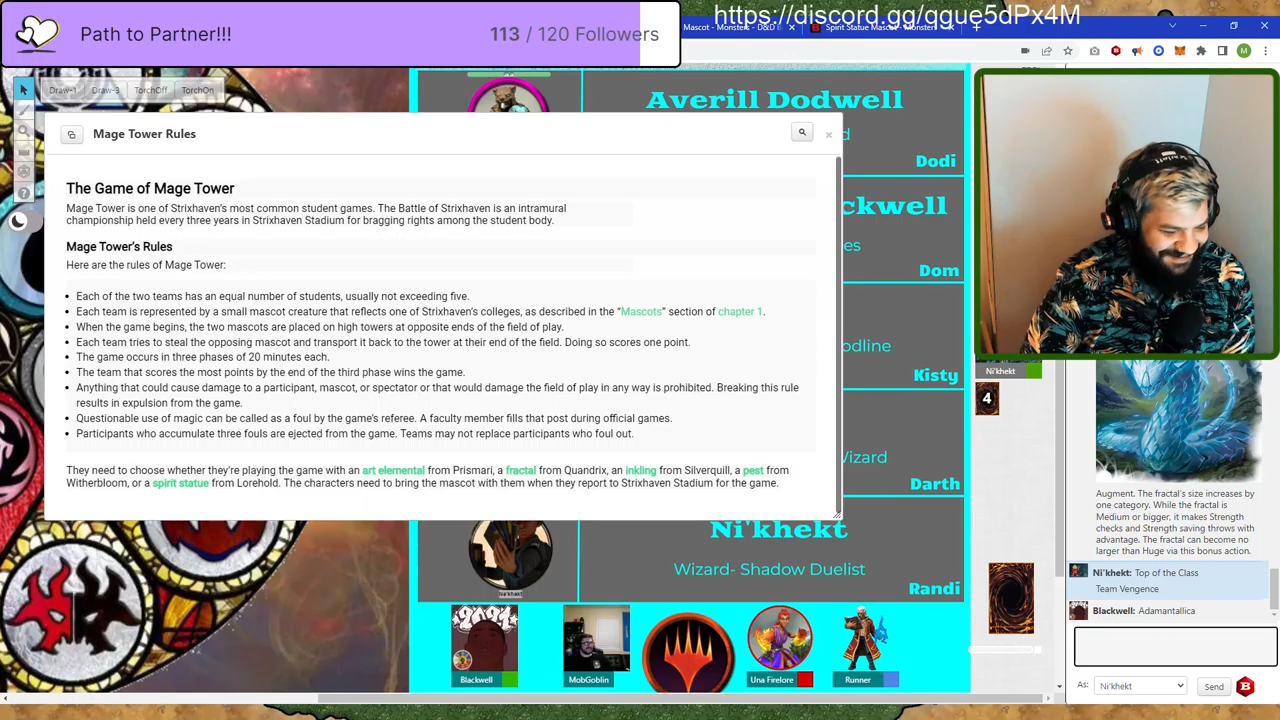 https://discord.gg/qgue5dPx4M
Path to Partner!!!
113 / 120 Followers
Mascot - Monsters - D&D
Spirit Statue Mascot - Monsters
Draw-1
Draw-3
TorchOff
TorchOn
Mage Tower Rules
The Game of Mage Tower
Mage Tower is one of Strixhaven's most common student games. The Battle of Strixhaven is an intramural
championship held every three years in Strixhaven Stadium for bragging rights among the student body.
Mage Tower's Rules
Here are the rules of Mage Tower:
Each of the two teams has an equal number of students, usually not exceeding five.
Each team is represented by a small mascot creature that reflects one of Strixhaven's colleges, as described in the “Mascots” section of chapter 1.
When the game begins, the two mascots are placed on high towers at opposite ends of the field of play.
Each team tries to steal the opposing mascot and transport it back to the tower at their end of the field. Doing so scores one point.
The game occurs in three phases of 20 minutes each.
The team that scores the most points by the end of the third phase wins the game.
Anything that could cause damage to a participant, mascot, or spectator or that would damage the field of play in any way is prohibited. Breaking this rule
results in expulsion from the game.
Questionable use of magic can be called as a foul by the game's referee. A faculty member fills that post during official games.
Participants who accumulate three fouls are ejected from the game. Teams may not replace participants who foul out.
They need to choose whether they're playing the game with an art elemental from Prismari, a fractal from Quandrix, an inkling from Silverquill, a pest from
Witherbloom, or a spirit statue from Lorehold. The characters need to bring the mascot with them when they report to Strixhaven Stadium for the game.
Averill Dodwell
d
Dodi
ckwell
es
Dom
odline
Kisty
Wizard
Darth
Ni'khekt
Wizard- Shadow Duelist
Randi
Ni'khekt
Blackwell
MobGoblin
Una Firelore
Runner
Ni'khekt
4
Augment. The fractal's size increases by
one category. While the fractal is
Medium or bigger, it makes Strength
checks and Strength saving throws with
advantage. The fractal can become no
larger than Huge via this bonus action.
Ni'khekt: Top of the Class
Team Vengence
Blackwell: Adamantallica
As:
Ni'khekt
Send